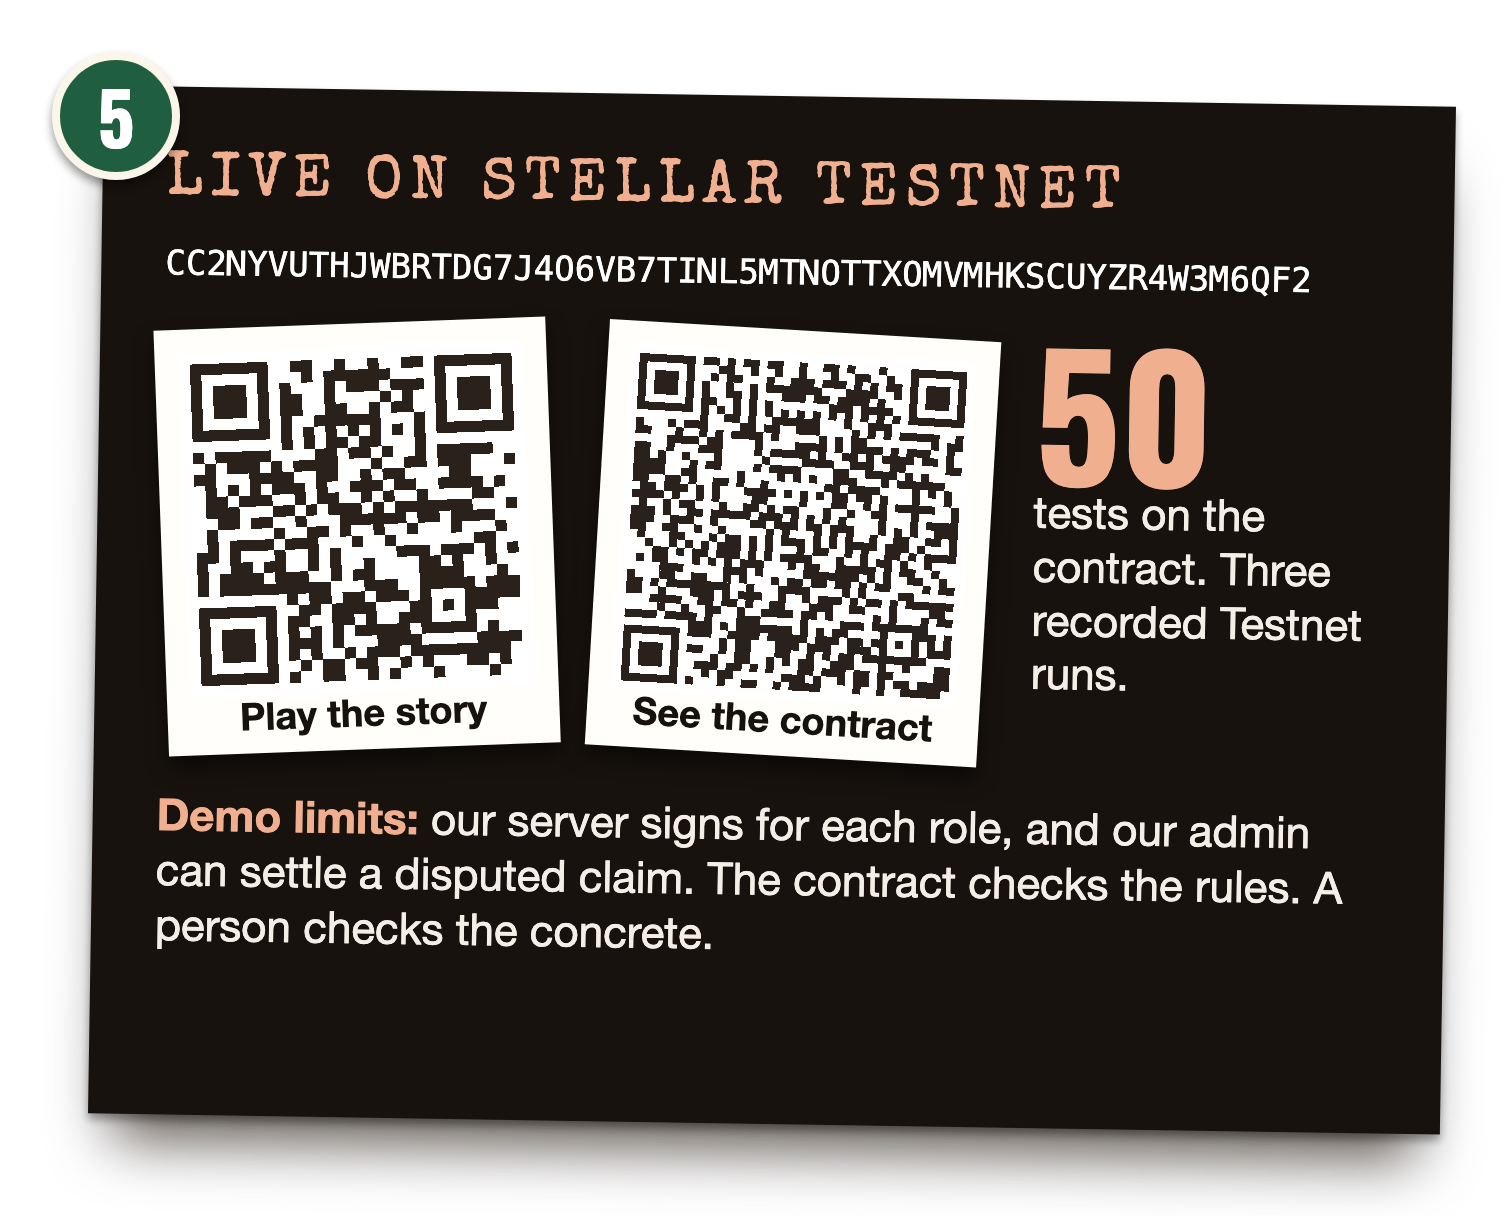 5
LIVE ON STELLAR TESTNET
CC2NYVUTHJWBRTDG7J4O6VB7TINL5MTNOTTXOMVMHKSCUYZR4W3M6QF2
Play the story
See the contract
50
tests on the
contract. Three
recorded Testnet
runs.
Demo limits: our server signs for each role, and our admin
can settle a disputed claim. The contract checks the rules. A
person checks the concrete.